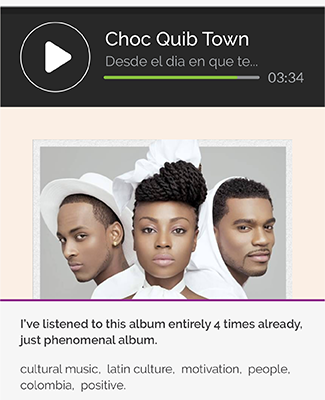 Choc Quib Town
Desde el dia en que te...
03:34
I've listened to this album entirely 4 times already,
just phenomenal album.
cultural music, latin culture, motivation, people,
colombia, positive.